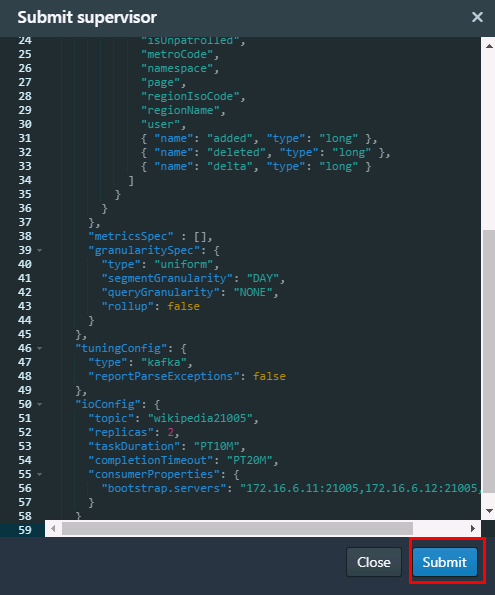 Submit supervisor
24 "isUnpatrolled",
25 "metroCode",
26 "namespace",
27 "page",
28 "regionIsoCode",
29 "regionName",
30 "user",
31 { "name": "added", "type": "long" },
32 { "name": "deleted", "type": "long" },
33 { "name": "delta", "type": "long" }
34 ]
35 }
36 }
37 },
38 "metricsSpec" : [],
39 "granularitySpec": {
40 "type": "uniform",
41 "segmentGranularity": "DAY",
42 "queryGranularity": "NONE",
43 "rollup": false
44 }
45 },
46 "tuningConfig": {
47 "type": "kafka",
48 "reportParseExceptions": false
49 },
50 "ioConfig": {
51 "topic": "wikipedia21005",
52 "replicas": 2,
53 "taskDuration": "PT10M",
54 "completionTimeout": "PT20M",
55 "consumerProperties": {
56 "bootstrap.servers": "172.16.6.11:21005,172.16.6.12:21005,
57 }
58 }
59
Close Submit